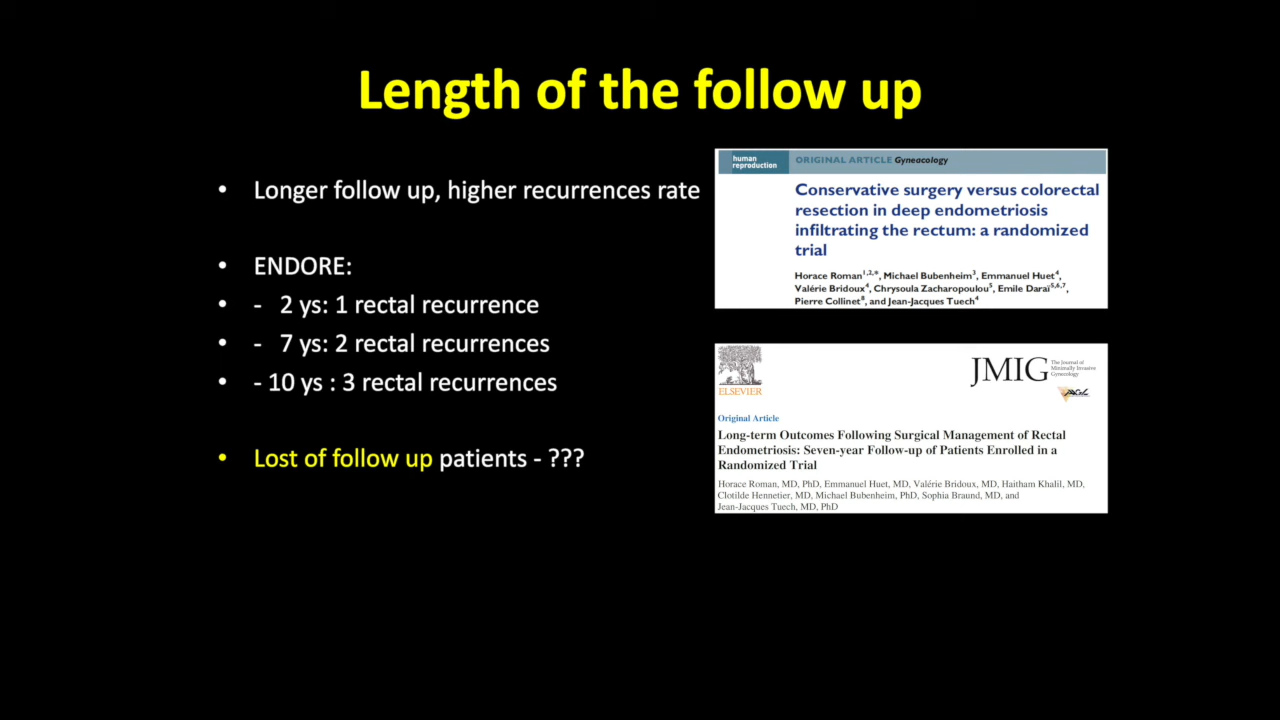 Length of the follow up
• Longer follow up, higher recurrences rate
• ENDORE:
• - 2 ys: 1 rectal recurrence
• - 7 ys: 2 rectal recurrences
• - 10 ys : 3 rectal recurrences
• Lost of follow up patients - ???
human
reproduction
ORIGINAL ARTICLE Gyneacology
Conservative surgery versus colorectal
resection in deep endometriosis
infiltrating the rectum: a randomized
trial
Horace Roman1,2,*, Michael Bubenheim3, Emmanuel Huet4,
Valérie Bridoux4, Chrysoula Zacharopoulou5, Emile Daraï5,6,7,
Pierre Collinet8, and Jean-Jacques Tuech4
ELSEVIER
JMIG
The Journal of
Minimally Invasive
Gynecology
Original Article
Long-term Outcomes Following Surgical Management of Rectal
Endometriosis: Seven-year Follow-up of Patients Enrolled in a
Randomized Trial
Horace Roman, MD, PhD, Emmanuel Huet, MD, Valérie Bridoux, MD, Haitham Khalil, MD,
Clotilde Hennetier, MD, Michael Bubenheim, PhD, Sophia Braund, MD, and
Jean-Jacques Tuech, MD, PhD